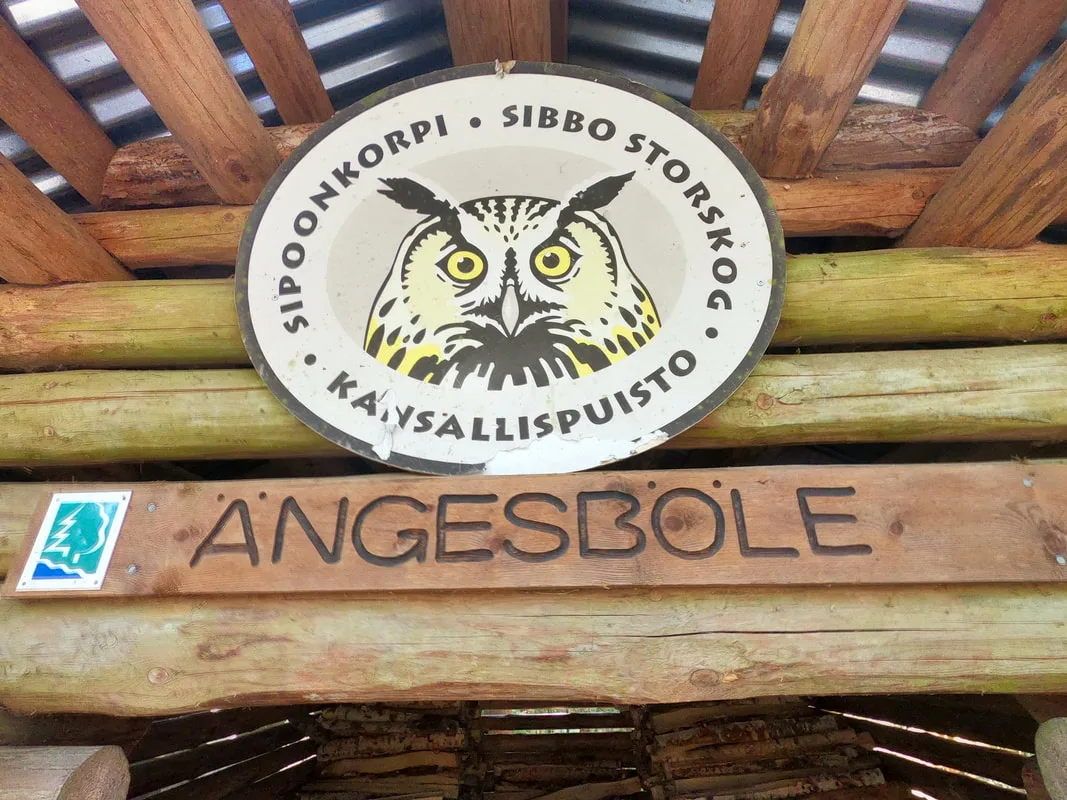 SIPOONKORPI • SIBBO STORSKOG •
KANSALLISPUISTO •
ÄNGESBÖLE